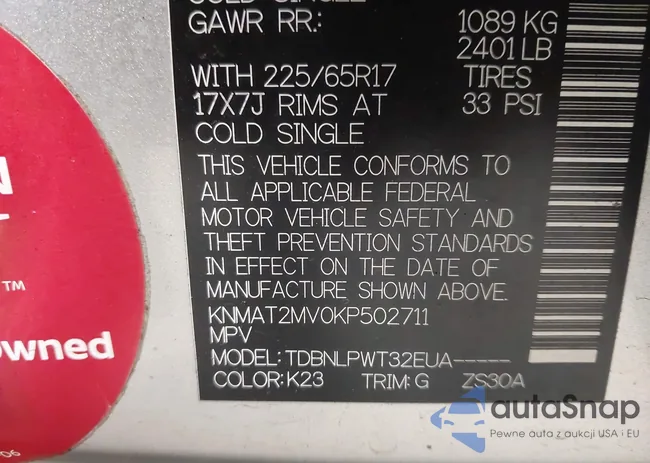 GAWR RR.: 1089 KG
2401 LB
WITH 225/65R17 TIRES
17X7J RIMS AT 33 PSI
COLD SINGLE
THIS VEHICLE CONFORMS TO
ALL APPLICABLE FEDERAL
MOTOR VEHICLE SAFETY AND
THEFT PREVENTION STANDARDS
IN EFFECT ON THE DATE OF
MANUFACTURE SHOWN ABOVE.
KNMAT2MV0KP502711
MPV
MODEL: TDBNLPWT32EUA-----
COLOR: K23 TRIM: G ZS30A
N
TM
owned
06
autaSnap
Pewne auta z aukcji USA i EU